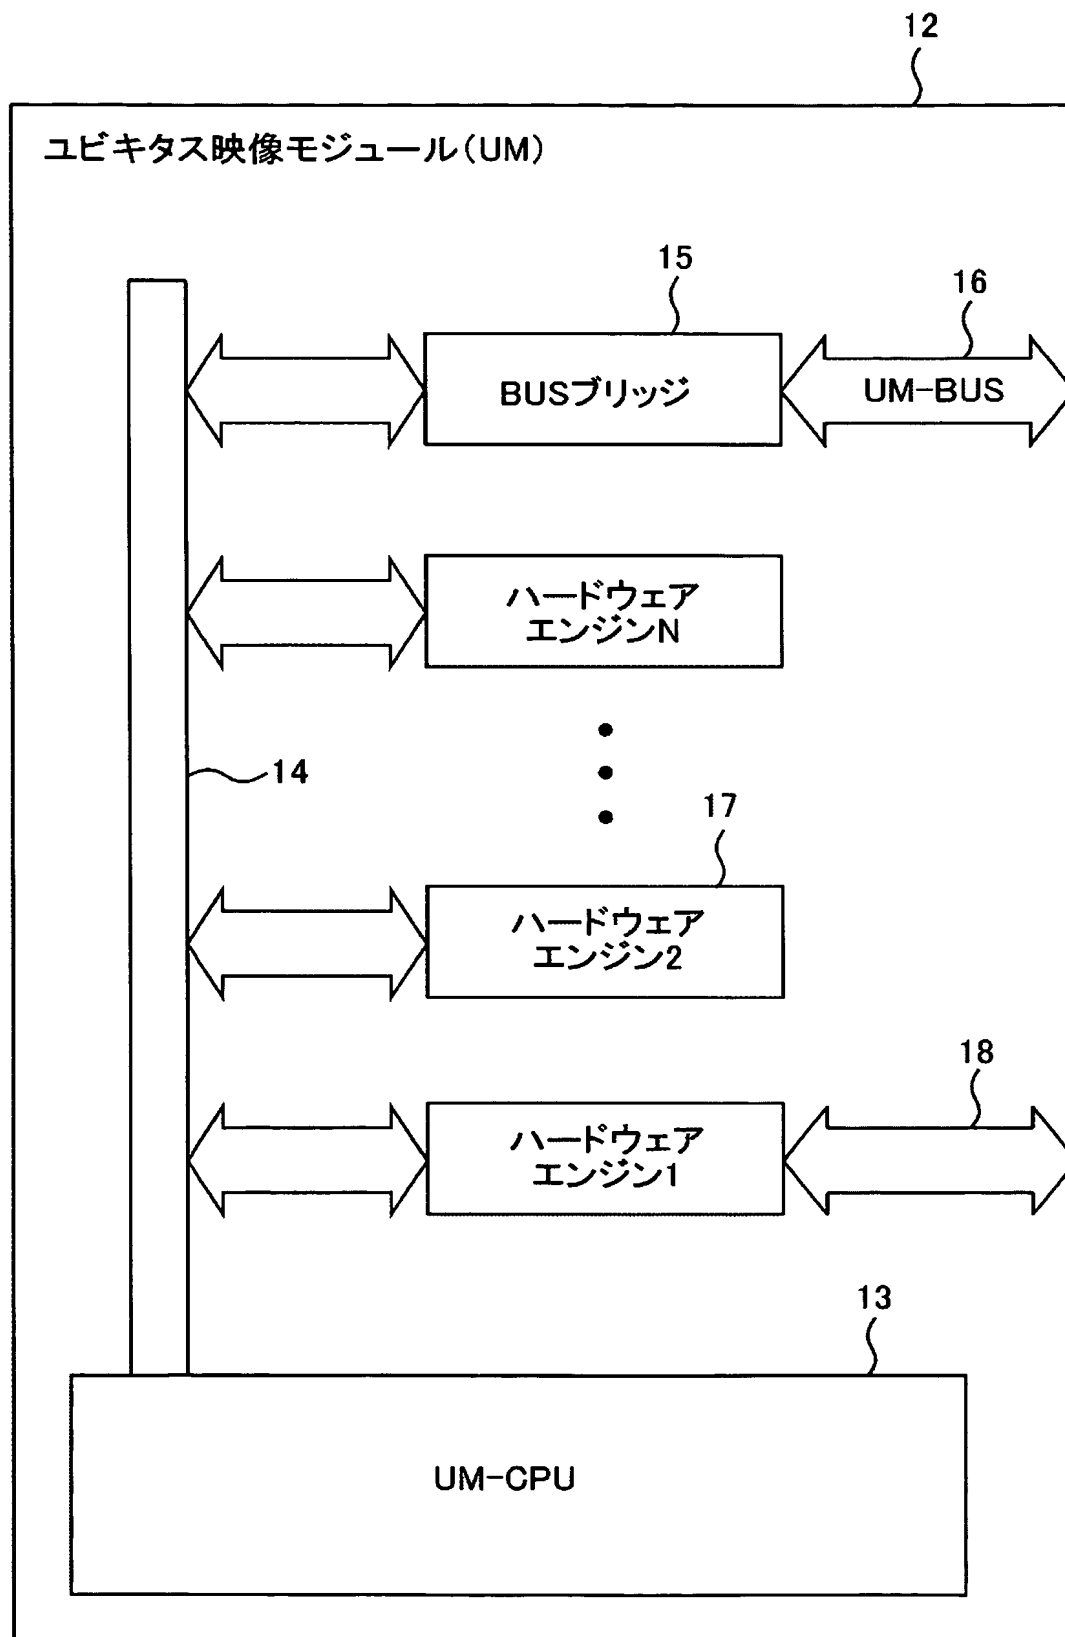 12
ユビキタス映像モジュール(UM)
15
16
BUSブリッジ
UM-BUS
ハードウェア
エンジンN
14
17
ハードウェア
エンジン2
18
ハードウェア
エンジン1
13
UM-CPU